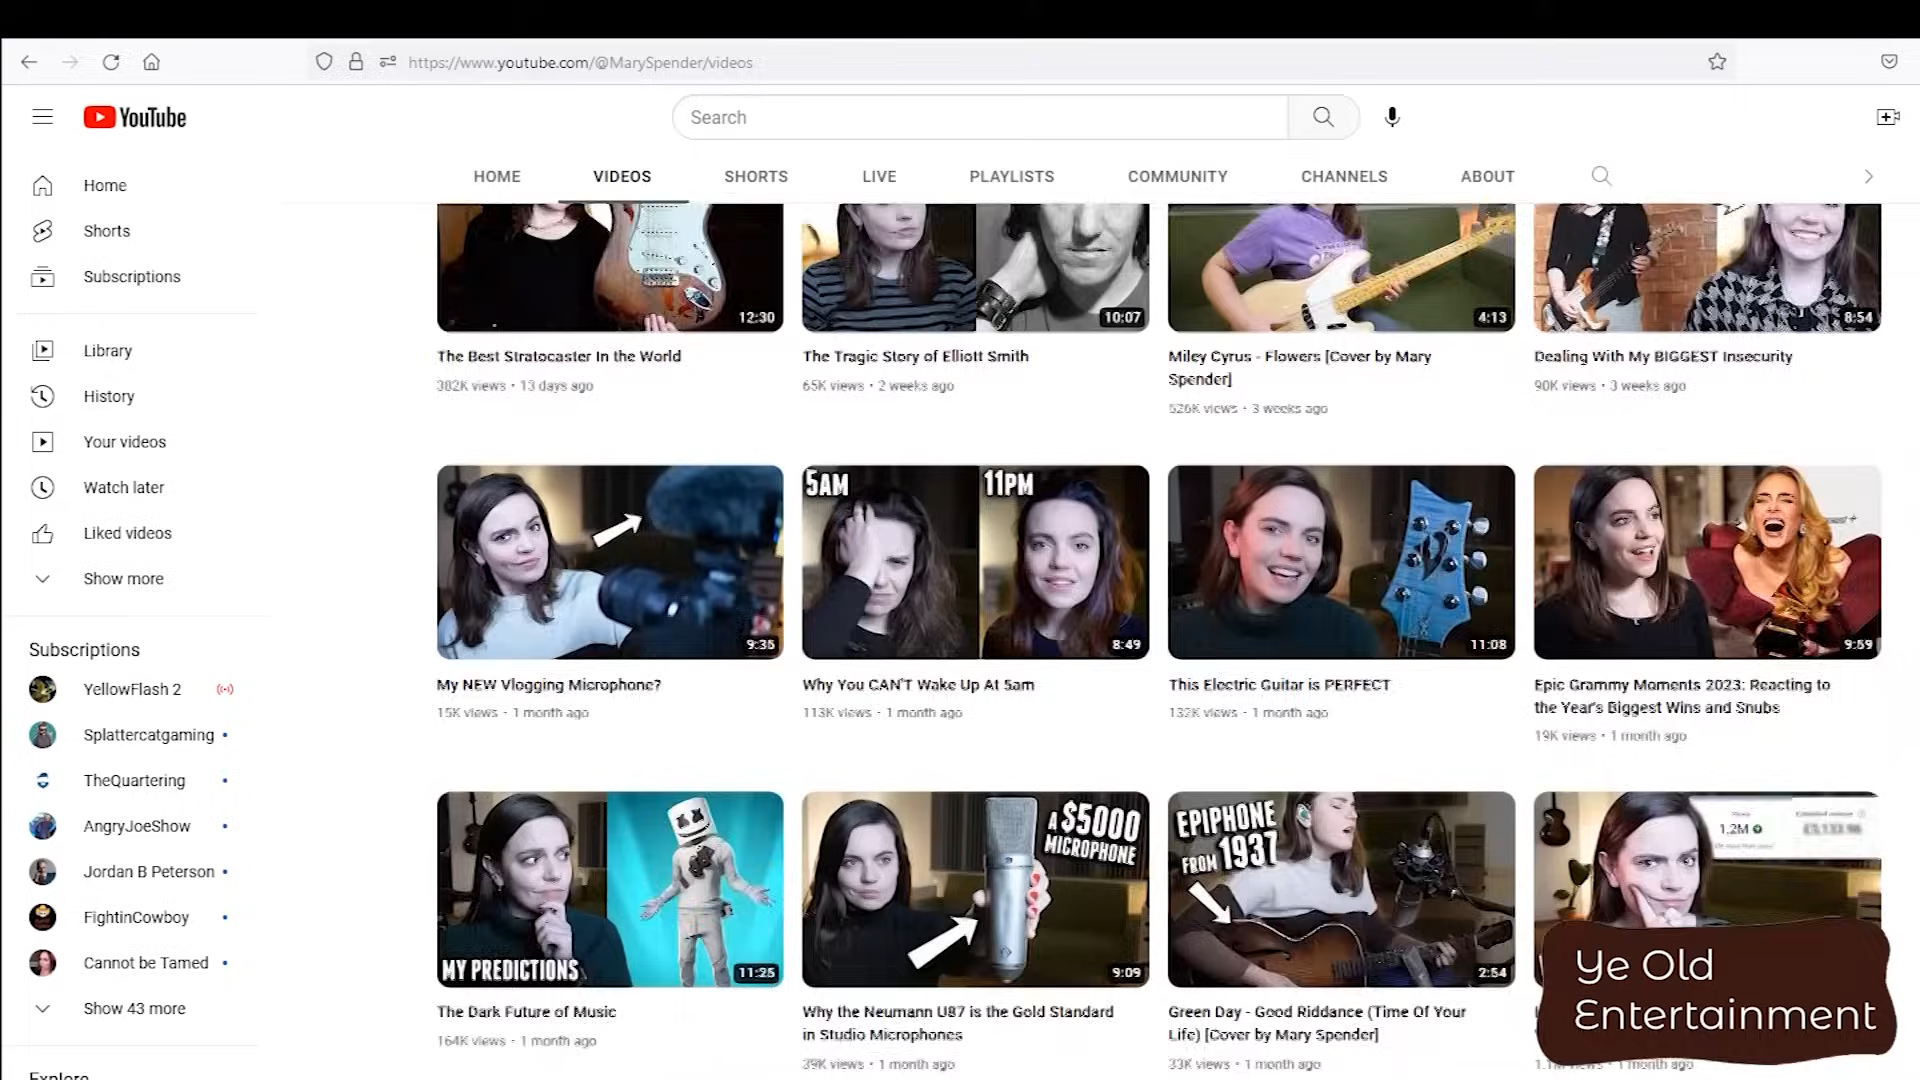 https://www.youtube.com/@MarySpender/videos
YouTube
Search
HOME
VIDEOS
SHORTS
LIVE
PLAYLISTS
COMMUNITY
CHANNELS
ABOUT
Home
Shorts
Subscriptions
Library
History
Your videos
Watch later
Liked videos
Show more
Subscriptions
YellowFlash 2
Splattercatgaming
TheQuartering
AngryJoeShow
Jordan B Peterson
FightinCowboy
Cannot be Tamed
Show 43 more
Explore
12:30
The Best Stratocaster In the World
382K views • 13 days ago
10:07
The Tragic Story of Elliott Smith
65K views • 2 weeks ago
4:13
Miley Cyrus - Flowers [Cover by Mary
Spender]
526K views • 3 weeks ago
8:54
Dealing With My BIGGEST Insecurity
90K views • 3 weeks ago
9:35
My NEW Vlogging Microphone?
15K views • 1 month ago
5AM
11PM
8:49
Why You CAN'T Wake Up At 5am
113K views • 1 month ago
11:08
This Electric Guitar is PERFECT
132K views • 1 month ago
9:59
Epic Grammy Moments 2023: Reacting to
the Year's Biggest Wins and Snubs
19K views • 1 month ago
MY PREDICTIONS
11:25
The Dark Future of Music
164K views • 1 month ago
A $5000
MICROPHONE
9:09
Why the Neumann U87 is the Gold Standard
in Studio Microphones
39K views • 1 month ago
EPIPHONE
FROM 1937
2:54
Green Day - Good Riddance (Time Of Your
Life) [Cover by Mary Spender]
33K views • 1 month ago
1.2M
Ye Old
Entertainment
month ago